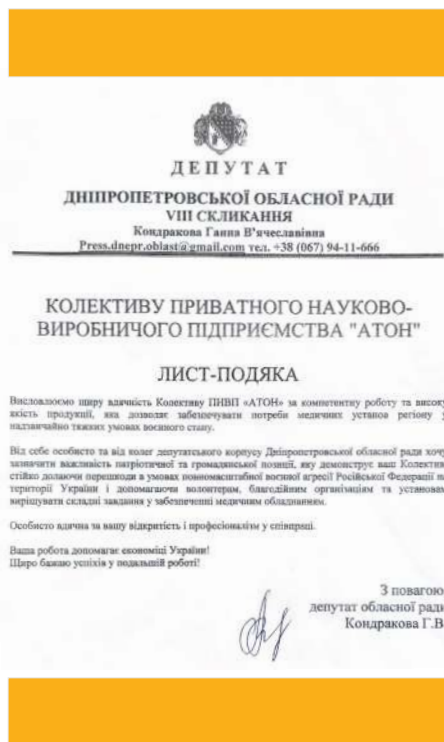 ДЕПУТАТ
ДНІПРОПЕТРОВСЬКОЇ ОБЛАСНОЇ РАДИ
VIII СКЛИКАННЯ
Кондракова Ганна В'ячеславівна
Press.dnepr.oblast@gmail.com тел. +38 (067) 94-11-666
КОЛЕКТИВУ ПРИВАТНОГО НАУКОВО-
ВИРОБНИЧОГО ПІДПРИЄМСТВА "АТОН"
ЛИСТ-ПОДЯКА
Висловлюємо щиру вдячність Колективу ПНВП «АТОН» за компетентну роботу та високу
якість продукції, яка дозволяє забезпечувати потреби медичних установ регіону у
надзвичайно тяжких умовах воєнного стану.
Від себе особисто та від колег депутатського корпусу Дніпропетровської обласної ради хочу
зазначити важливість патріотичної та громадянської позиції, яку демонструє ваш Колектив,
стійко долаючи перешкоди в умовах повномасштабної воєнної агресії Російської Федерації на
території України і допомагаючи волонтерам, благодійним організаціям та установам
вирішувати складні завдання у забезпеченні медичним обладнанням.
Особисто вдячна за вашу відкритість і професіоналізм у співпраці.
Ваша робота допомагає економіці України!
Щиро бажаю успіхів у подальшій роботі!
З повагою
депутат обласної ради
Кондракова Г.В